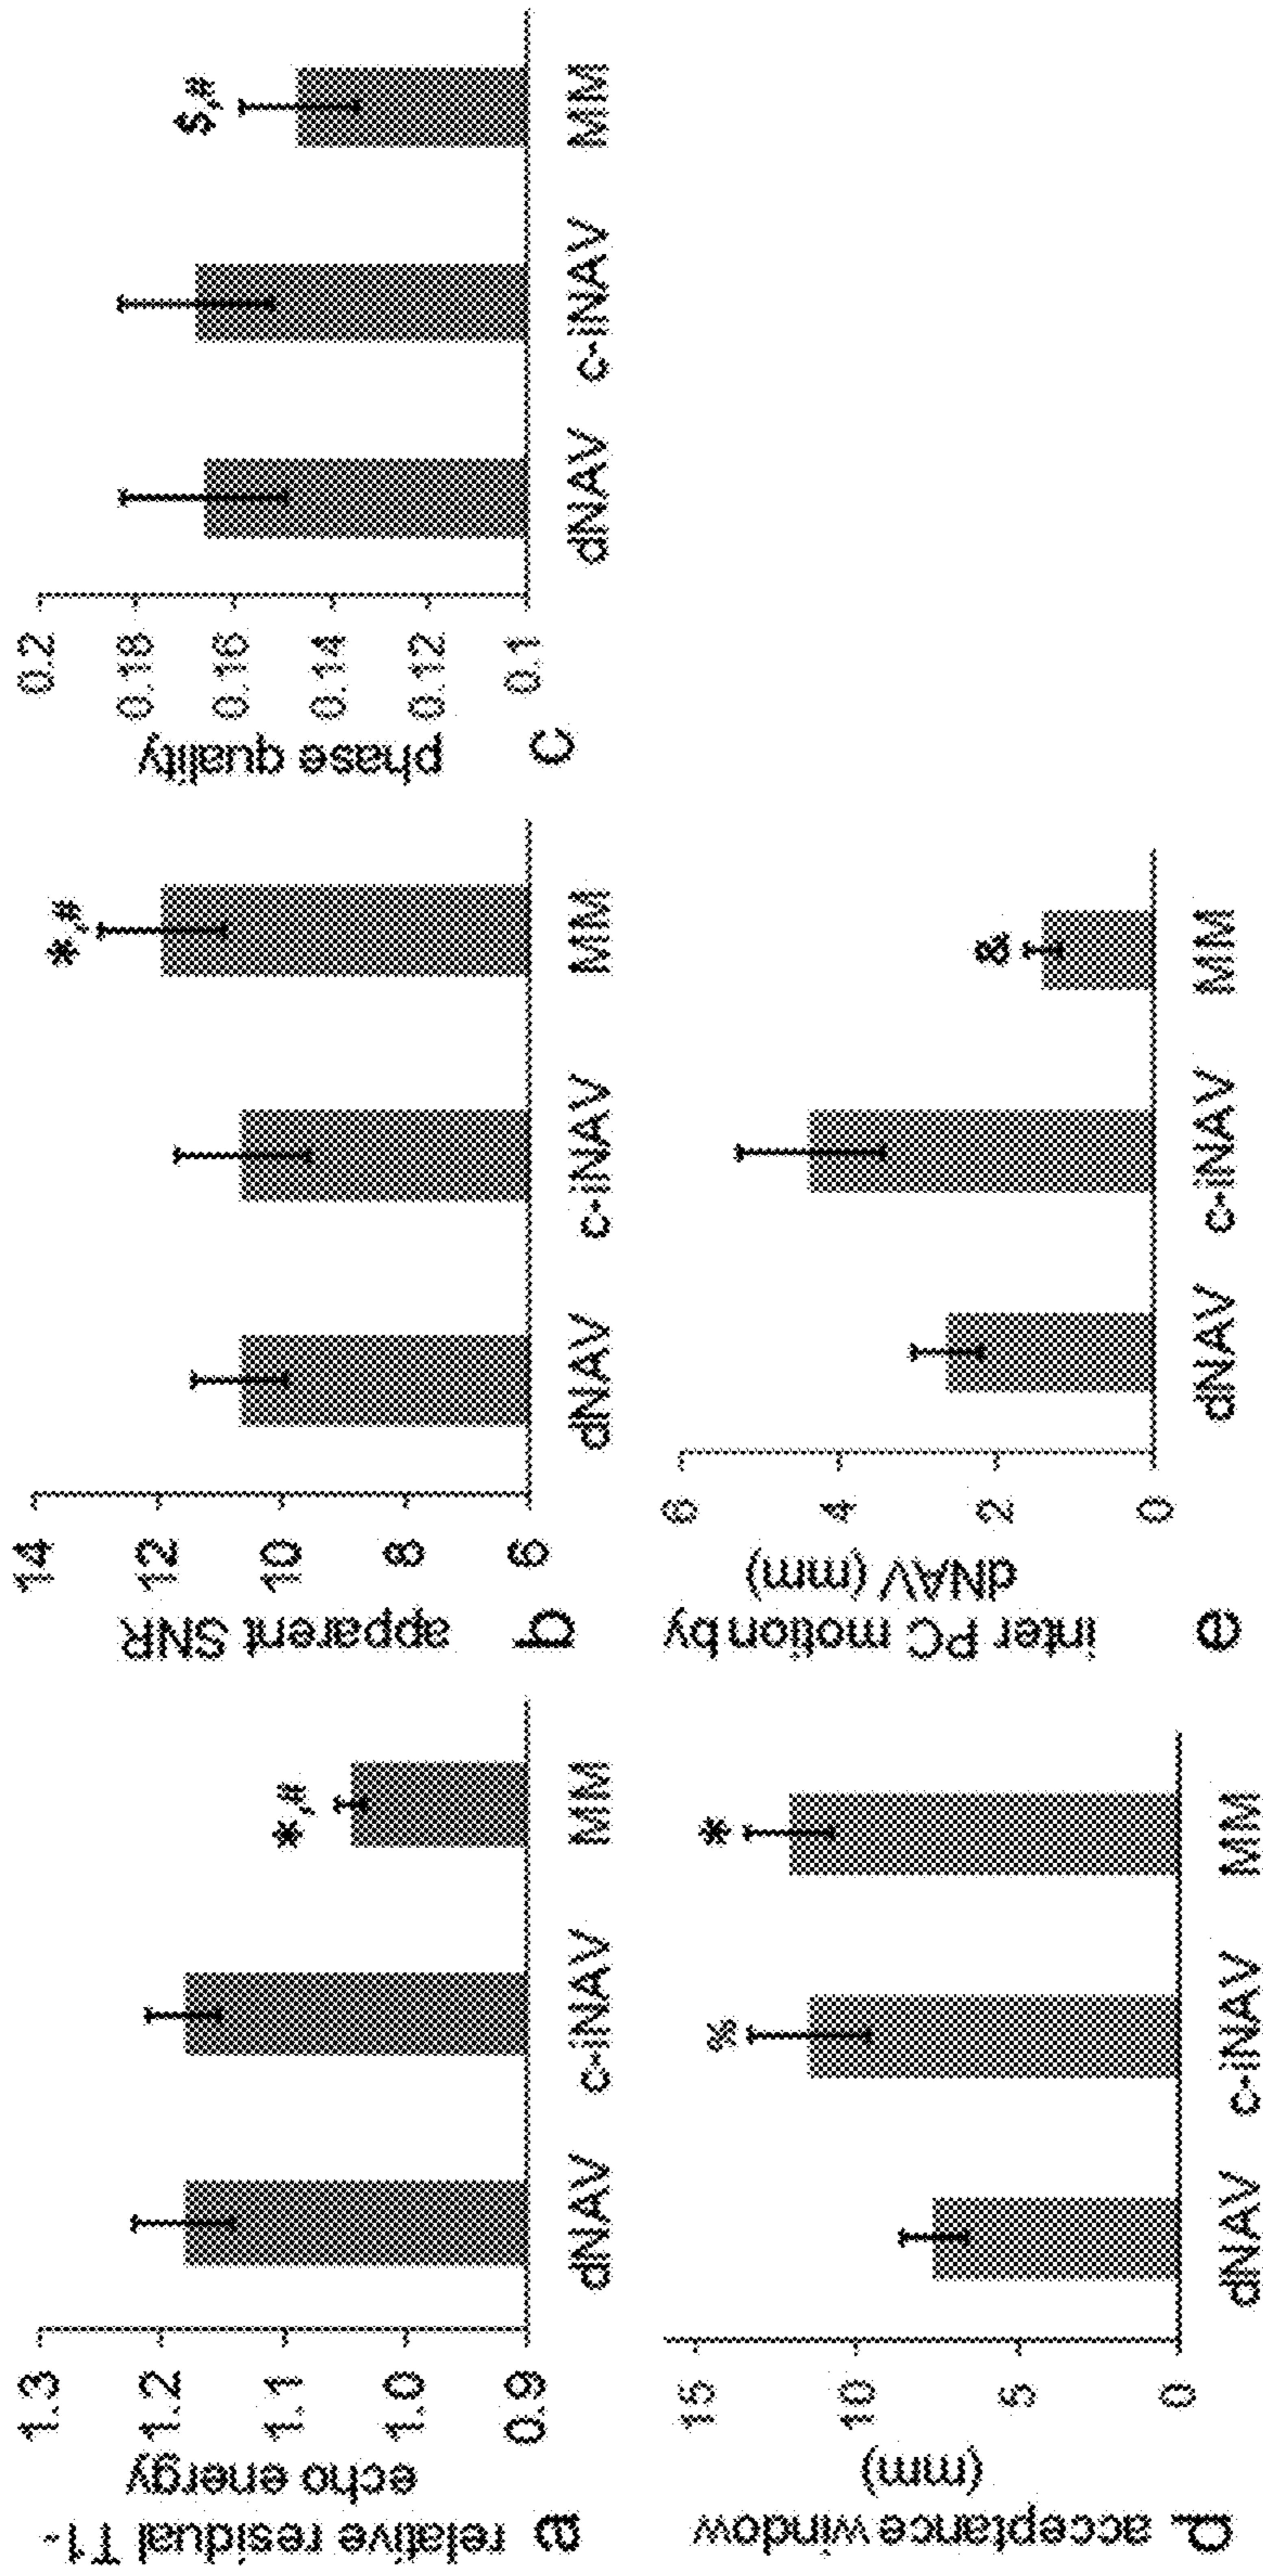 relative residual T1-
echo energy
1.3
1.2
1.1
1.0
0.9
*,#
dNAV c-iNAV MM
a
apparent SNR
14
12
10
8
6
*,#
dNAV c-iNAV MM
b
phase quality
0.2
0.18
0.16
0.14
0.12
0.1
$,#
dNAV c-iNAV MM
c
acceptance window
(mm)
15
10
5
0
% *
dNAV c-iNAV MM
d
inter PC motion by
dNAV (mm)
6
4
2
0
&
dNAV c-iNAV MM
e